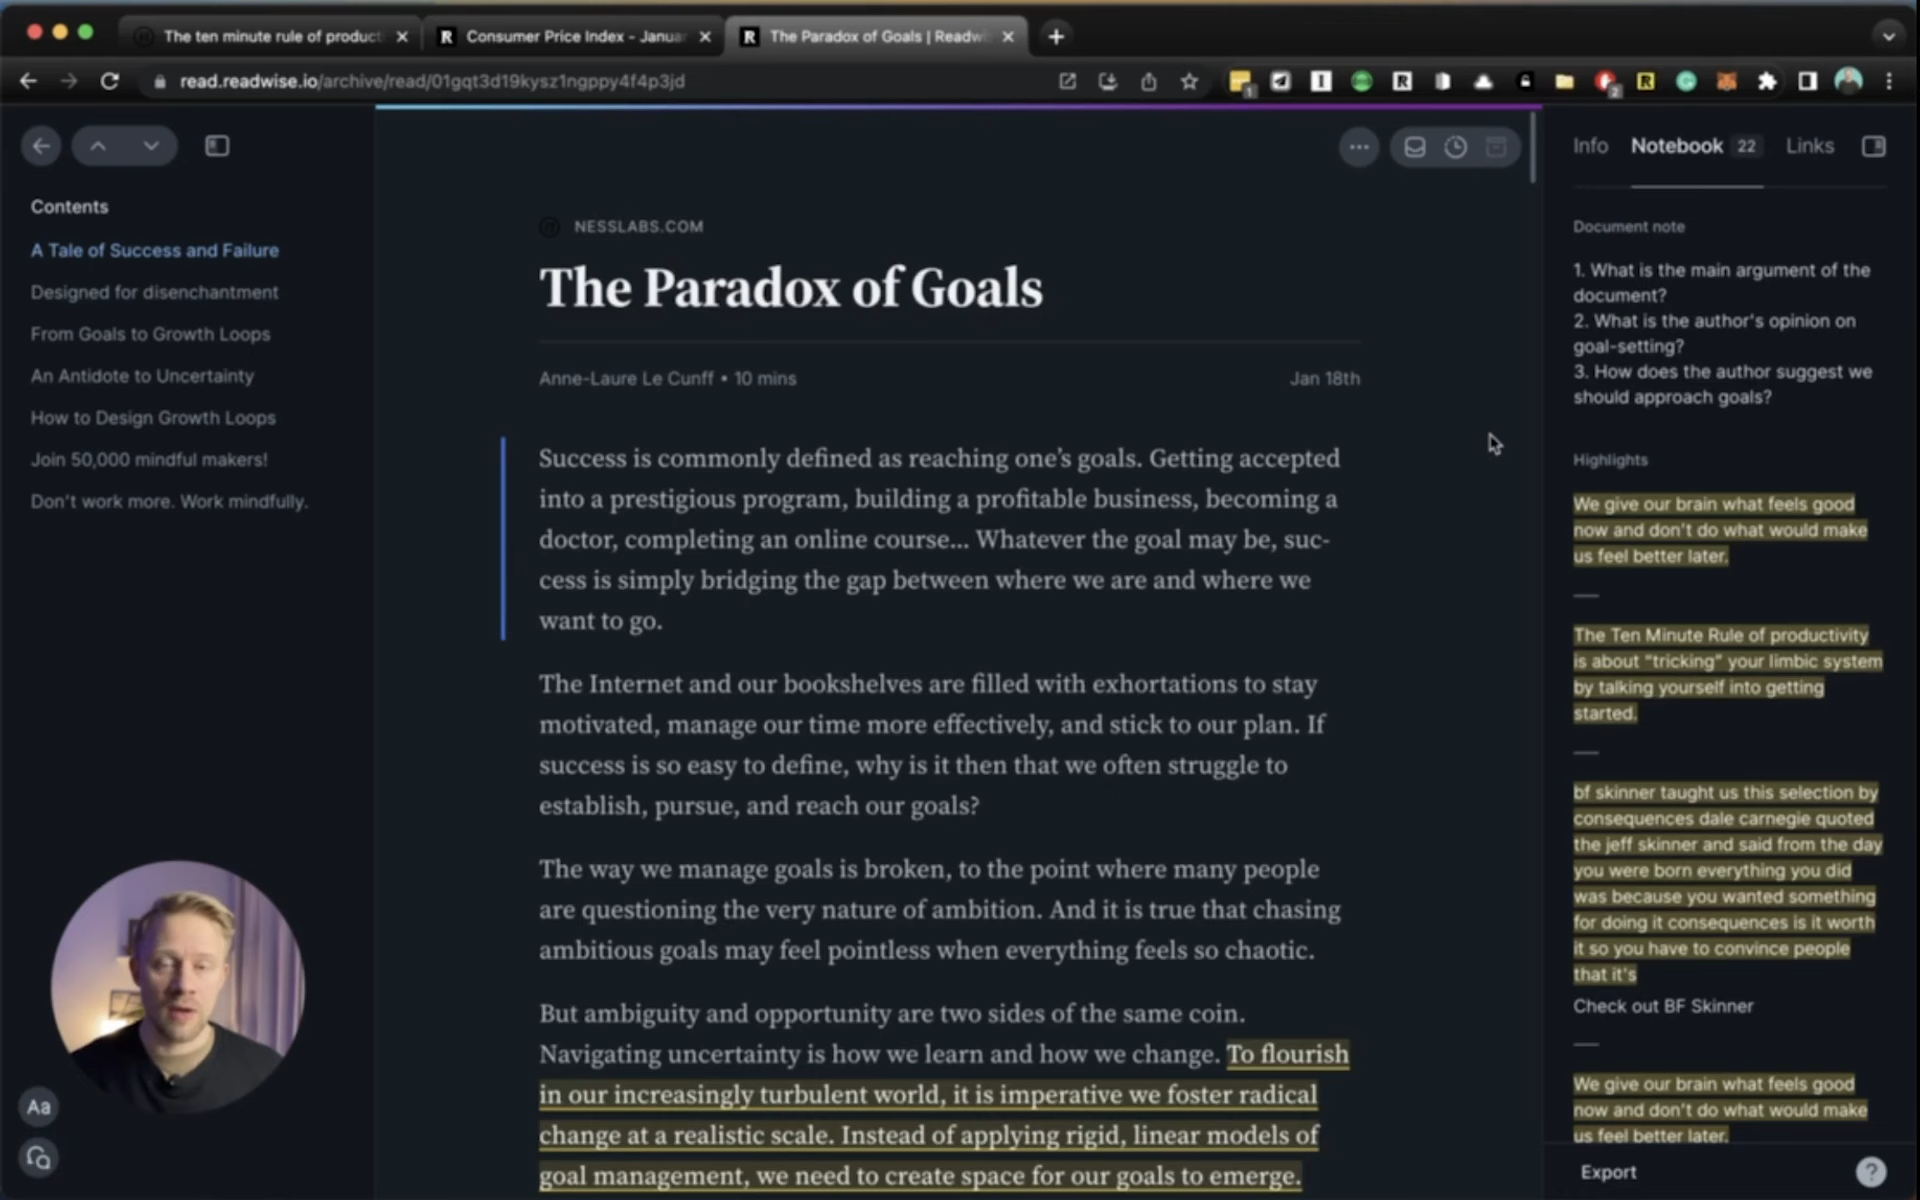 The ten minute rule of product
Consumer Price Index - Janua
The Paradox of Goals | Readw
read.readwise.io/archive/read/01gqt3d19kysz1ngppy4f4p3jd
1
2
Contents
A Tale of Success and Failure
Designed for disenchantment
From Goals to Growth Loops
An Antidote to Uncertainty
How to Design Growth Loops
Join 50,000 mindful makers!
Don't work more. Work mindfully.
Aa
NESSLABS.COM
The Paradox of Goals
Anne-Laure Le Cunff • 10 mins
Jan 18th
Success is commonly defined as reaching one’s goals. Getting accepted
into a prestigious program, building a profitable business, becoming a
doctor, completing an online course... Whatever the goal may be, suc-
cess is simply bridging the gap between where we are and where we
want to go.
The Internet and our bookshelves are filled with exhortations to stay
motivated, manage our time more effectively, and stick to our plan. If
success is so easy to define, why is it then that we often struggle to
establish, pursue, and reach our goals?
The way we manage goals is broken, to the point where many people
are questioning the very nature of ambition. And it is true that chasing
ambitious goals may feel pointless when everything feels so chaotic.
But ambiguity and opportunity are two sides of the same coin.
Navigating uncertainty is how we learn and how we change. To flourish
in our increasingly turbulent world, it is imperative we foster radical
change at a realistic scale. Instead of applying rigid, linear models of
goal management, we need to create space for our goals to emerge.
Info
Notebook 22
Links
Document note
1. What is the main argument of the
document?
2. What is the author's opinion on
goal-setting?
3. How does the author suggest we
should approach goals?
Highlights
We give our brain what feels good
now and don't do what would make
us feel better later.
The Ten Minute Rule of productivity
is about “tricking” your limbic system
by talking yourself into getting
started.
bf skinner taught us this selection by
consequences dale carnegie quoted
the jeff skinner and said from the day
you were born everything you did
was because you wanted something
for doing it consequences is it worth
it so you have to convince people
that it's
Check out BF Skinner
We give our brain what feels good
now and don't do what would make
us feel better later.
Export
?